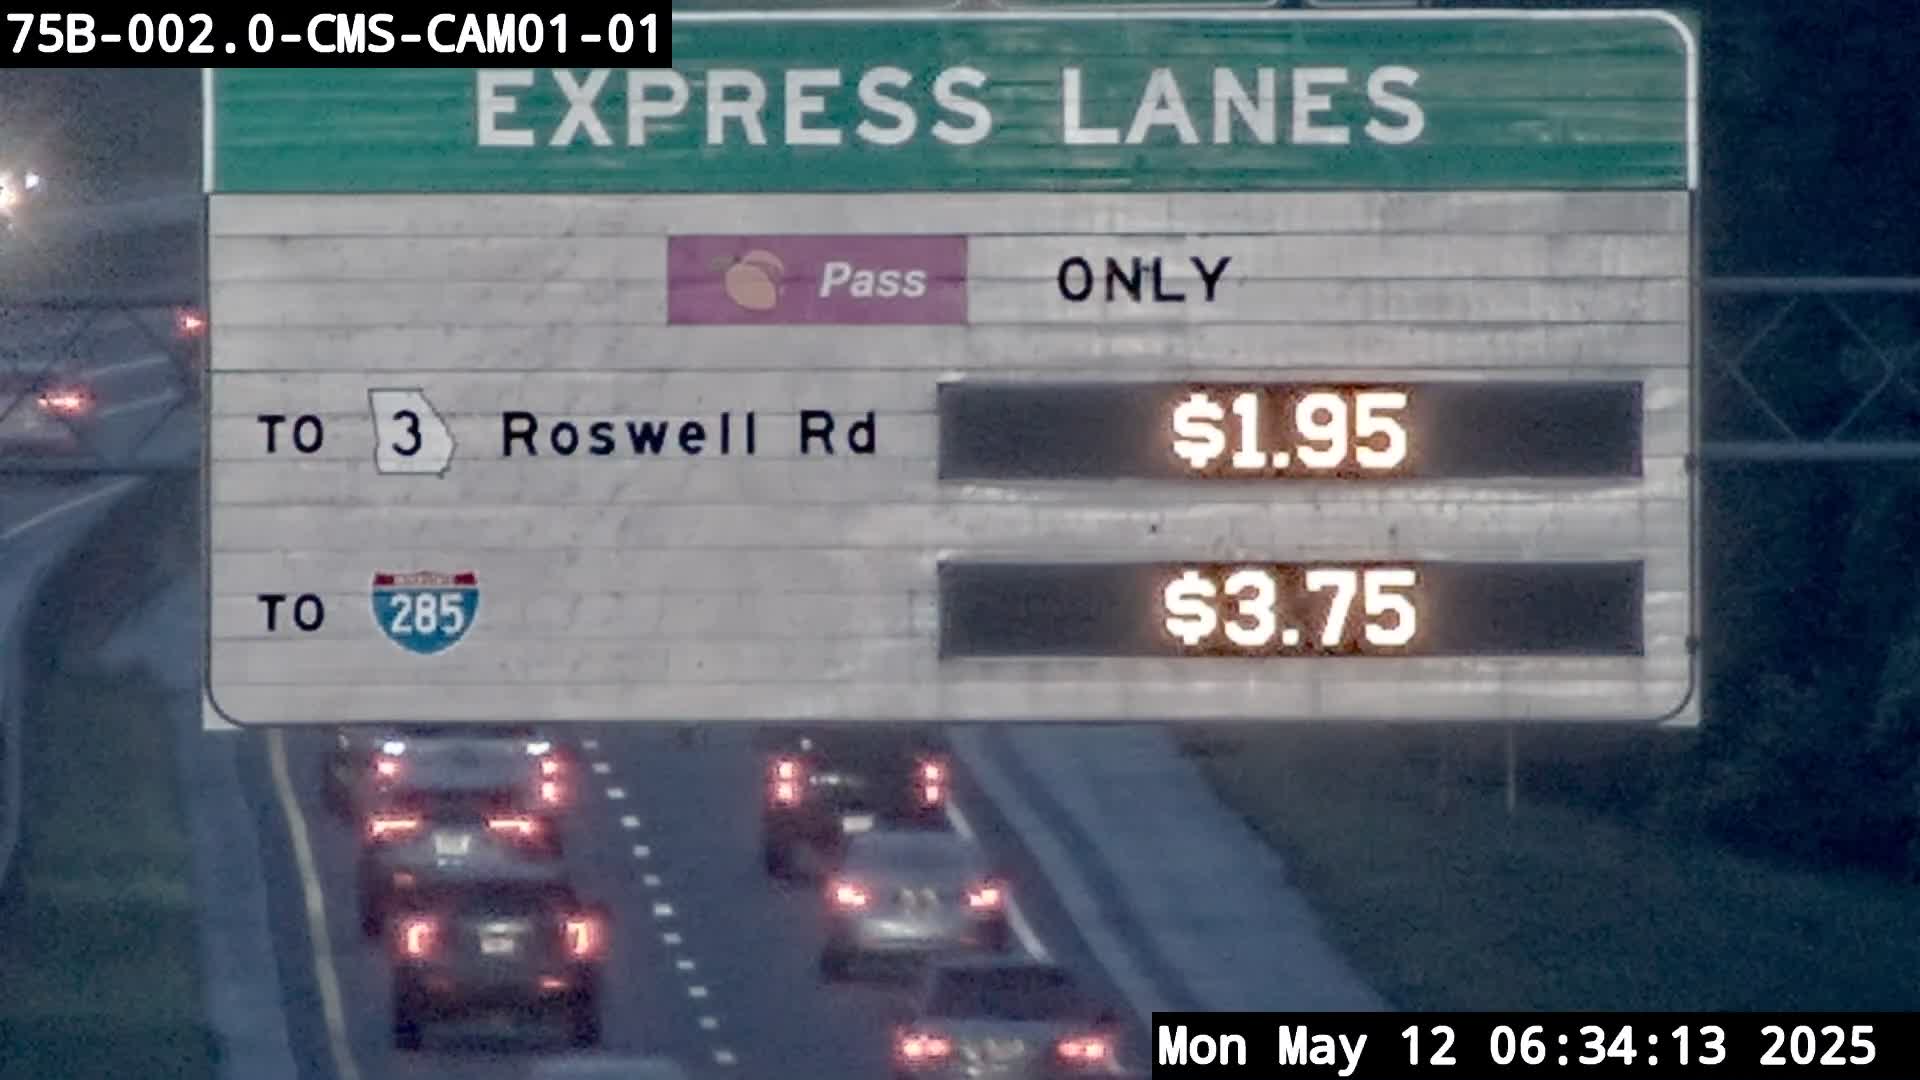 75B-002.0-CMS-CAM01-01
EXPRESS LANES
Pass ONLY
TO 3 Roswell Rd $1.95
TO 285 $3.75
Mon May 12 06:34:13 2025